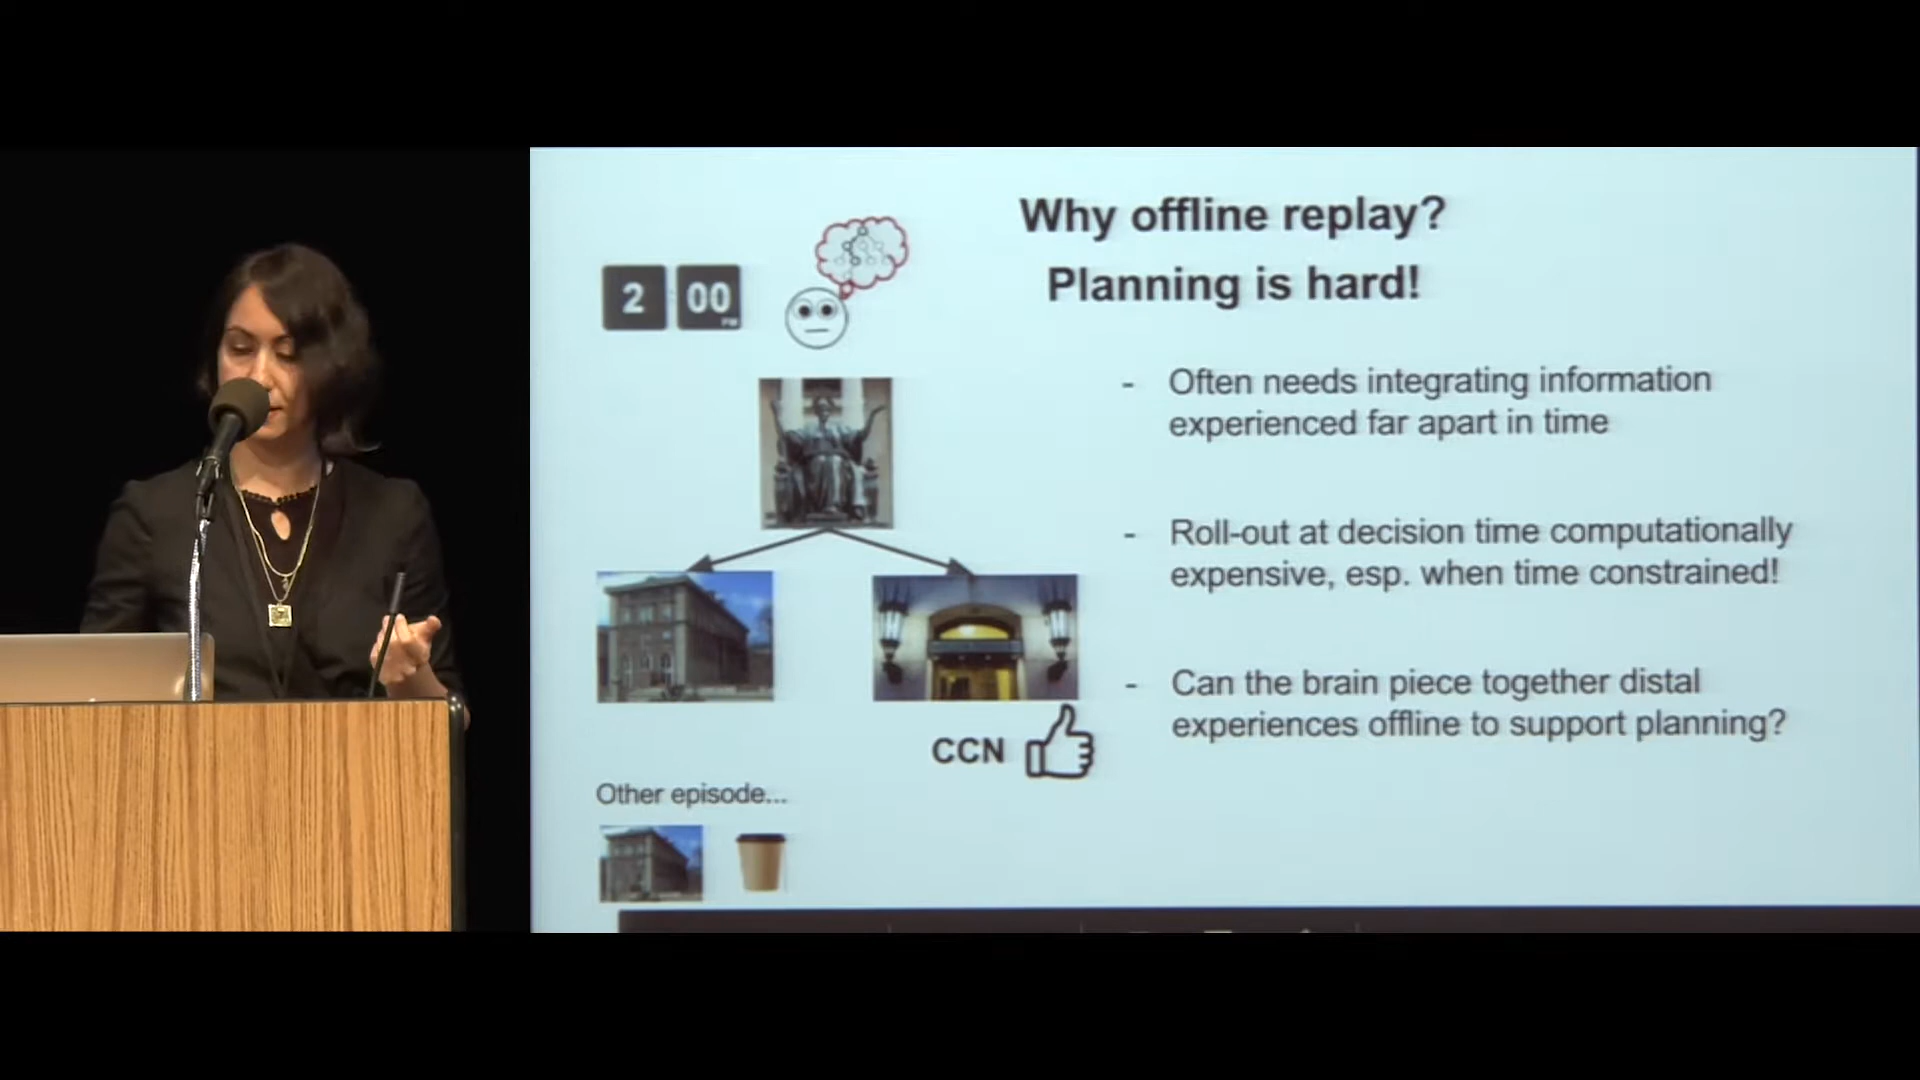 Why offline replay?
Planning is hard!
2 00
PM
- Often needs integrating information
experienced far apart in time
- Roll-out at decision time computationally
expensive, esp. when time constrained!
- Can the brain piece together distal
experiences offline to support planning?
CCN
Other episode...